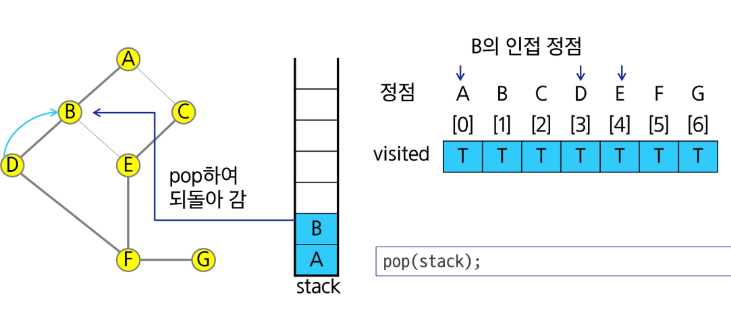 B의 인접 정점
정점 A B C D E F G
[0] [1] [2] [3] [4] [5] [6]
visited T T T T T T T
A
B
C
D
E
F
G
pop하여
되돌아 감
B
A
stack
pop(stack);